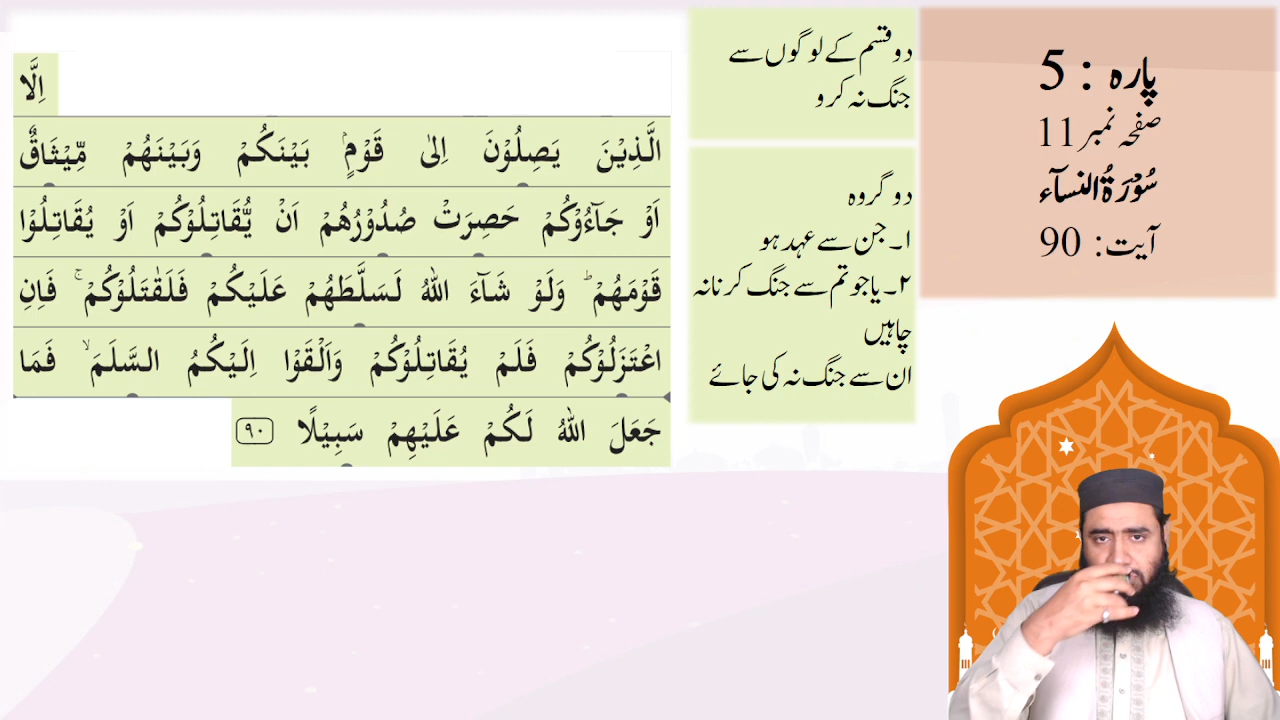 پارہ : 5
صفحہ نمبر 11
سُوْرَةُ النسآء
آیت: 90
دو قسم کے لوگوں سے
جنگ نہ کرو
دو گروہ
۱۔ جن سے عہد ہو
۲۔ یا جو تم سے جنگ کرنا نہ
چاہیں
ان سے جنگ نہ کی جائے
اِلَّا
الَّذِيْنَ يَصِلُوْنَ اِلٰى قَوْمٍۭ بَيْنَكُمْ وَبَيْنَهُمْ مِّيْثَاقٌ
اَوْ جَآءُوْكُمْ حَصِرَتْ صُدُوْرُهُمْ اَنْ يُّقَاتِلُوْكُمْ اَوْ يُقَاتِلُوْا
قَوْمَهُمْ ؕ وَلَوْ شَآءَ اللّٰهُ لَسَلَّطَهُمْ عَلَيْكُمْ فَلَقٰتَلُوْكُمْ ۚ فَاِنِ
اعْتَزَلُوْكُمْ فَلَمْ يُقَاتِلُوْكُمْ وَاَلْقَوْا اِلَيْكُمُ السَّلَمَ ۙ فَمَا
جَعَلَ اللّٰهُ لَكُمْ عَلَيْهِمْ سَبِيْلًا ۹۰